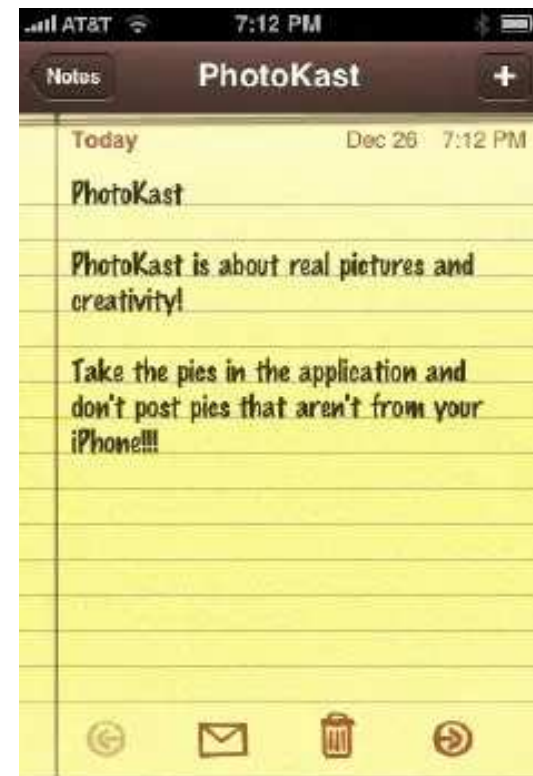 AT&T 7:12 PM
Notes PhotoKast +
Today Dec 26 7:12 PM
PhotoKast
PhotoKast is about real pictures and
creativity!
Take the pics in the application and
don't post pics that aren't from your
iPhone!!!